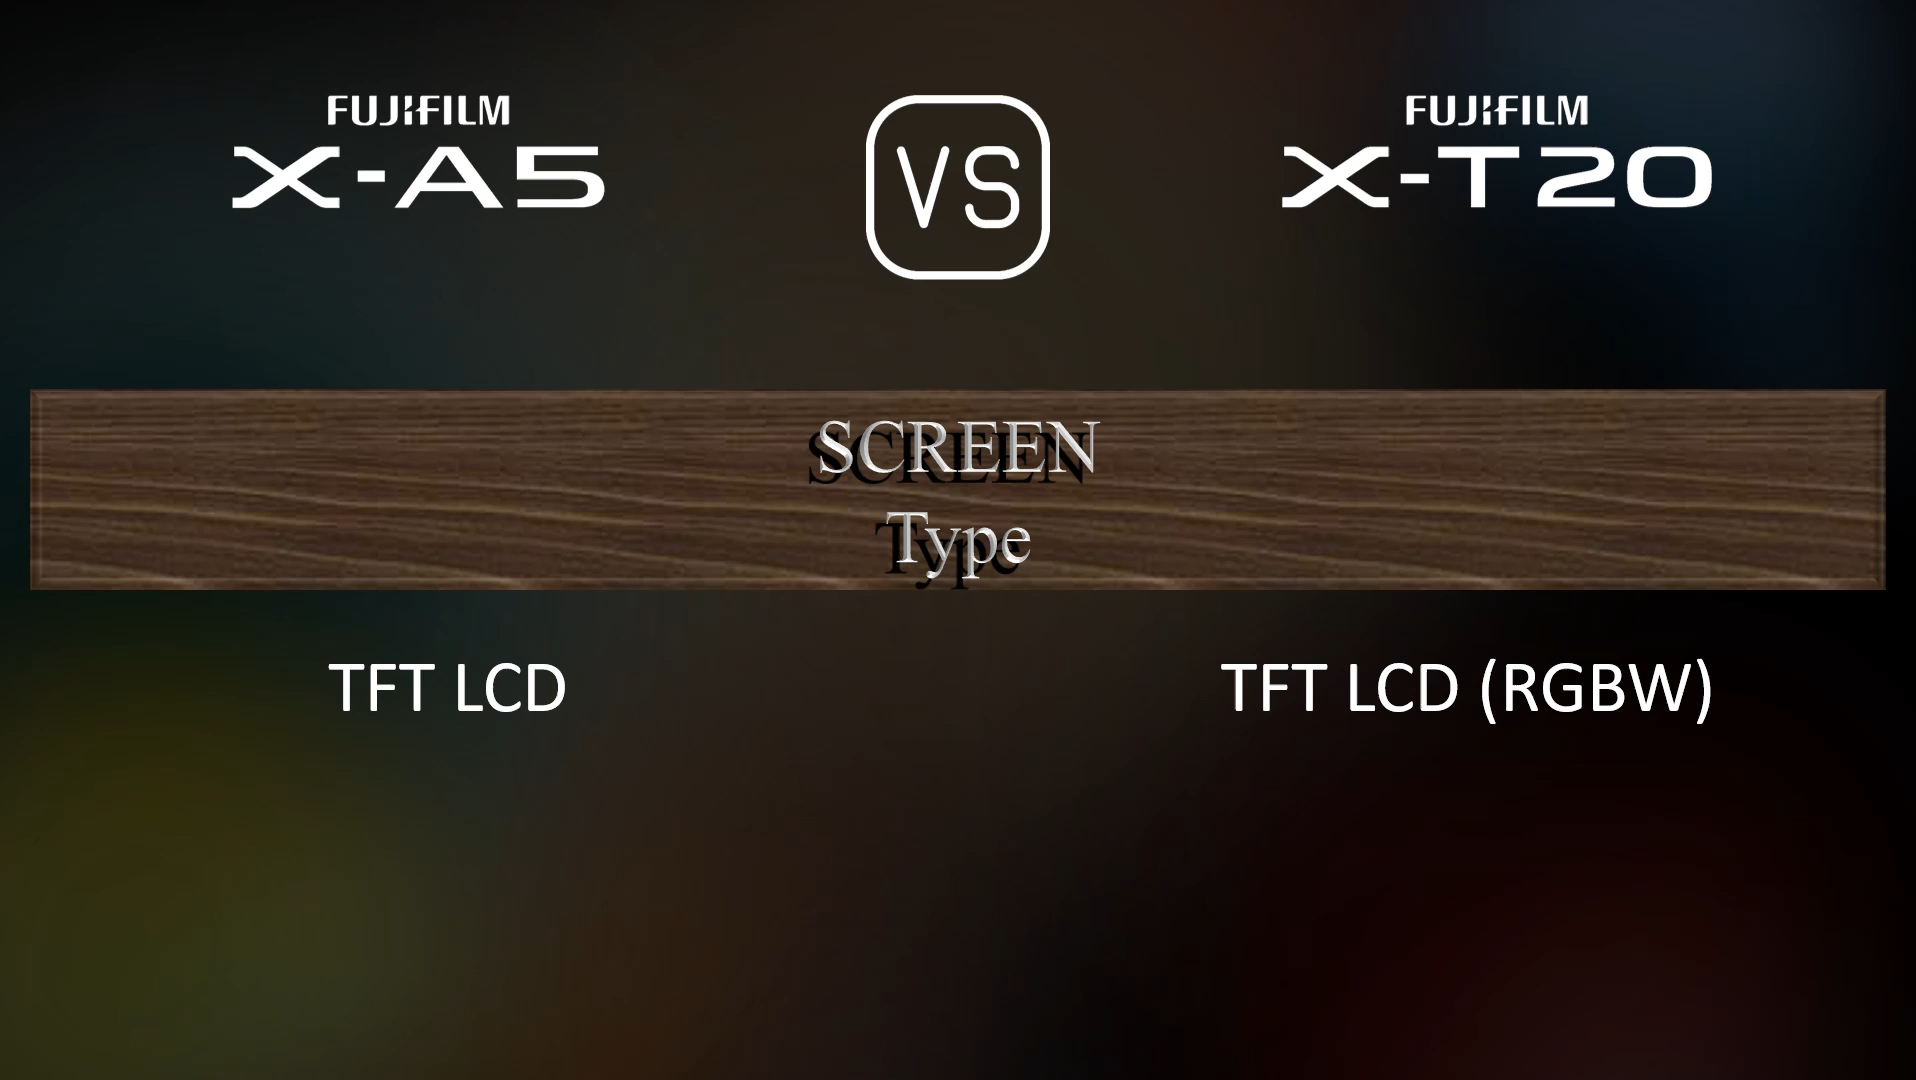 FUJIFILM
X-A5
VS
FUJIFILM
X-T20
SCREEN
Type
TFT LCD
TFT LCD (RGBW)